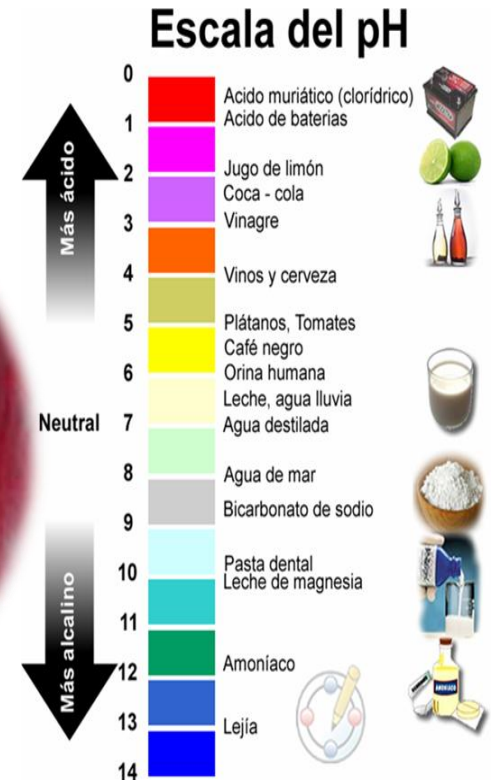 Escala del pH
0
Acido muriático (clorídrico)
1
Acido de baterias
Más ácido
2
Jugo de limón
Coca - cola
3
Vinagre
4
Vinos y cerveza
5
Plátanos, Tomates
Café negro
6
Orina humana
Leche, agua lluvia
Neutral
7
Agua destilada
8
Agua de mar
Bicarbonato de sodio
9
Pasta dental
10
Leche de magnesia
11
Más alcalino
12
Amoníaco
AMONÍACO
13
Lejía
14